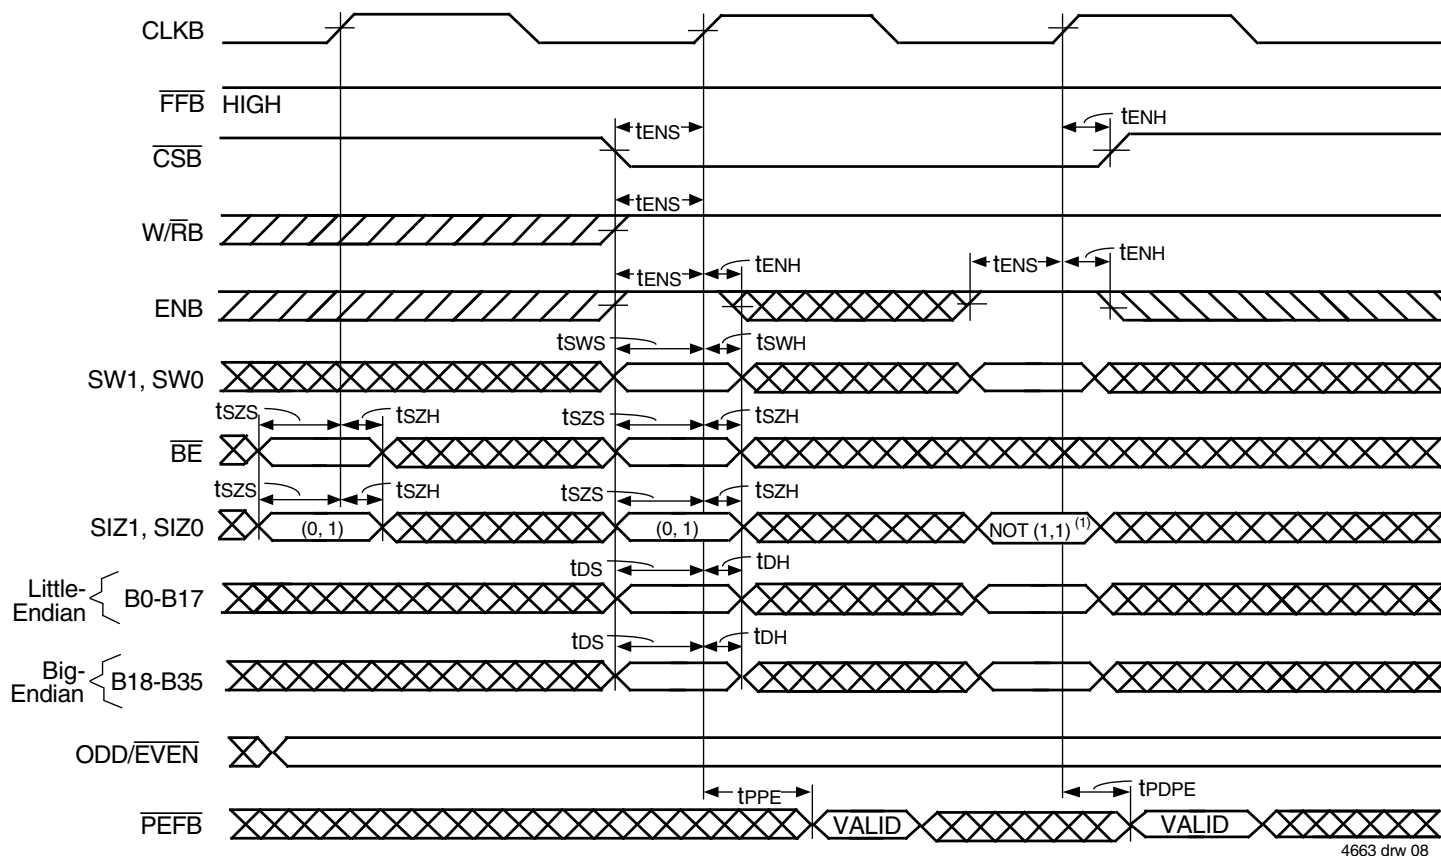 CLKB
FFB HIGH
tENS tENH
CSB
tENS
W/RB
tENS tENH tENS tENH
ENB
tSWS tSWH
SW1, SW0
tSZS tSZH tSZS tSZH
BE
tSZS tSZH tSZS tSZH
SIZ1, SIZ0 (0, 1) (0, 1) NOT (1,1) (1)
tDS tDH
Little-
Endian B0-B17
tDS tDH
Big-
Endian B18-B35
ODD/EVEN
tPPE tPDPE
PEFB VALID VALID
4663 drw 08